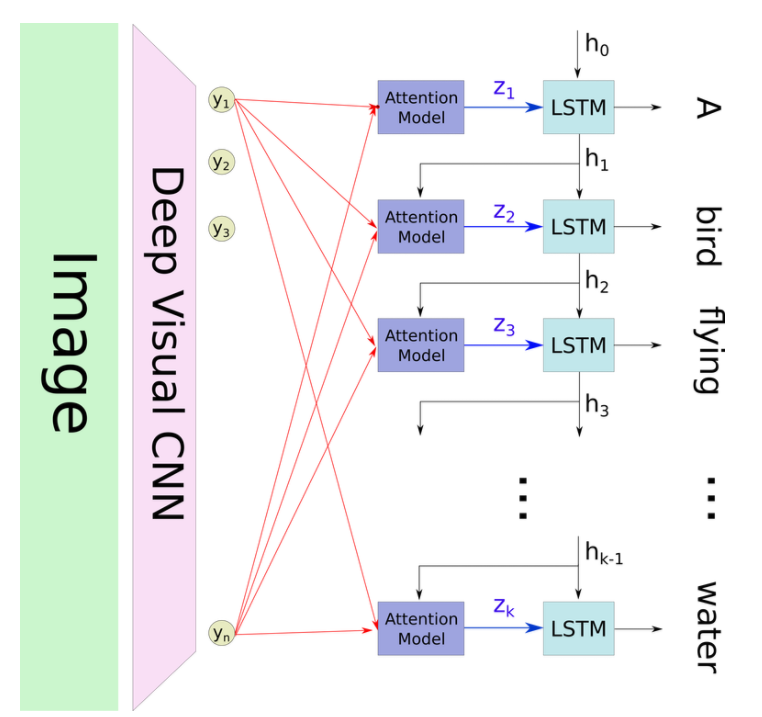 Image
Deep Visual CNN
y1
y2
y3
yn
h0
Attention
Model
z1
LSTM
A
h1
Attention
Model
z2
LSTM
bird
h2
Attention
Model
z3
LSTM
flying
h3
...
...
hk-1
Attention
Model
zk
LSTM
water